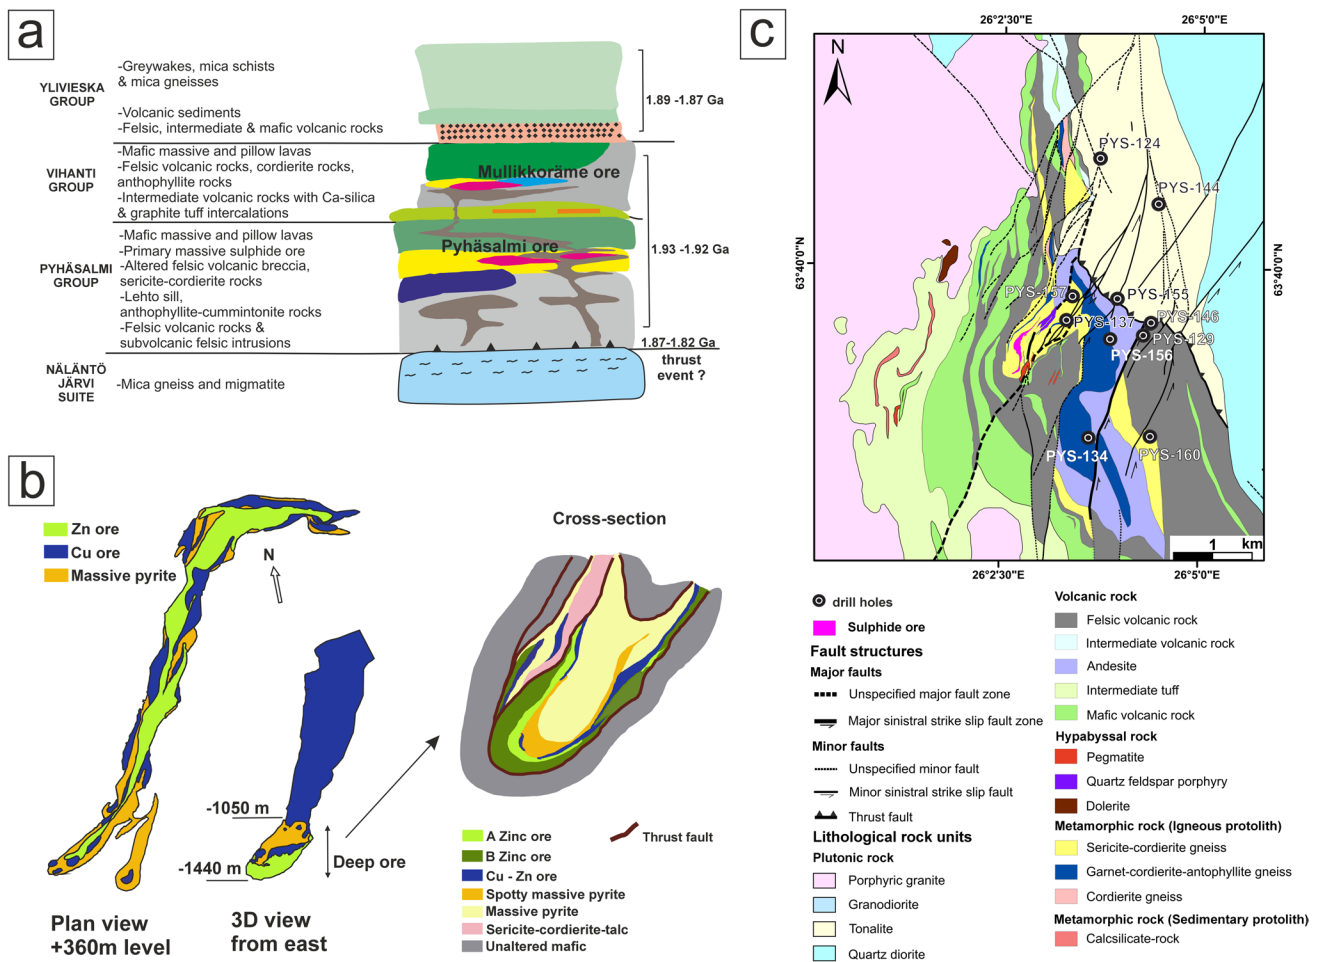 a
YLIVIESKA
GROUP
-Greywakes, mica schists
& mica gneisses
-Volcanic sediments
-Felsic, intermediate & mafic volcanic rocks
1.89 -1.87 Ga
VIHANTI
GROUP
-Mafic massive and pillow lavas
-Felsic volcanic rocks, cordierite rocks,
anthophyllite rocks
-Intermediate volcanic rocks with Ca-silica
& graphite tuff intercalations
Mullikkoräme ore
PYHÄSALMI
GROUP
-Mafic massive and pillow lavas
-Primary massive sulphide ore
-Altered felsic volcanic breccia,
sericite-cordierite rocks
-Lehto sill,
anthophyllite-cummintonite rocks
-Felsic volcanic rocks &
subvolcanic felsic intrusions
Pyhäsalmi ore
1.93 -1.92 Ga
1.87-1.82 Ga
thrust
event ?
NÄLÄNTÖ
JÄRVI
SUITE
-Mica gneiss and migmatite
b
Zn ore
Cu ore
Massive pyrite
N
-1050 m
-1440 m
Deep ore
Plan view
+360m level
3D view
from east
Cross-section
A Zinc ore
B Zinc ore
Cu - Zn ore
Spotty massive pyrite
Massive pyrite
Sericite-cordierite-talc
Unaltered mafic
Thrust fault
c
26°2'30"E
26°5'0"E
N
63°40'0"N
63°40'0"N
PYS-124
PYS-144
PYS-157
PYS-155
PYS-137
PYS-146
PYS-129
PYS-156
PYS-134
PYS-160
1 km
26°2'30"E
26°5'0"E
drill holes
Sulphide ore
Fault structures
Major faults
Unspecified major fault zone
Major sinistral strike slip fault zone
Minor faults
Unspecified minor fault
Minor sinistral strike slip fault
Thrust fault
Lithological rock units
Plutonic rock
Porphyric granite
Granodiorite
Tonalite
Quartz diorite
Volcanic rock
Felsic volcanic rock
Intermediate volcanic rock
Andesite
Intermediate tuff
Mafic volcanic rock
Hypabyssal rock
Pegmatite
Quartz feldspar porphyry
Dolerite
Metamorphic rock (Igneous protolith)
Sericite-cordierite gneiss
Garnet-cordierite-antophyllite gneiss
Cordierite gneiss
Metamorphic rock (Sedimentary protolith)
Calcsilicate-rock